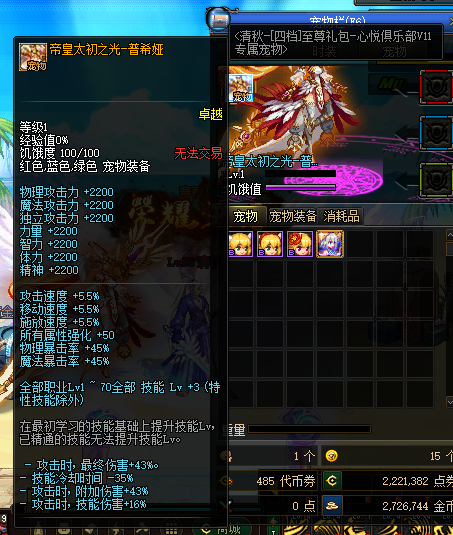 宠物栏(K6)
<清秋-[四档]至尊礼包-心悦俱乐部V11
专属宠物>
帝皇太初之光-普希娅
宠物
卓越
等级1
经验值0%
饥饿度 100/100
无法交易
红色,蓝色,绿色 宠物装备
物理攻击力 +2200
魔法攻击力 +2200
独立攻击力 +2200
力量 +2200
智力 +2200
体力 +2200
精神 +2200
攻击速度 +5.5%
移动速度 +5.5%
施放速度 +5.5%
所有属性强化 +50
物理暴击率 +45%
魔法暴击率 +45%
全部职业Lv1 ~ 70全部 技能 Lv +3 (特
性技能除外)
在最初学习的技能基础上提升技能Lv,
已精通的技能无法提升技能Lv。
- 攻击时, 最终伤害+43%。
- 技能冷却时间 -35%
- 攻击时, 附加伤害+43%
- 攻击时, 技能伤害+16%
宠物
帝皇太初之光-普
Lv.1
饥饿值
宠物 宠物装备 消耗品
重量
1 个
15 个
485 代币券
2,221,382 点券
0 点
2,726,744 金币
商城